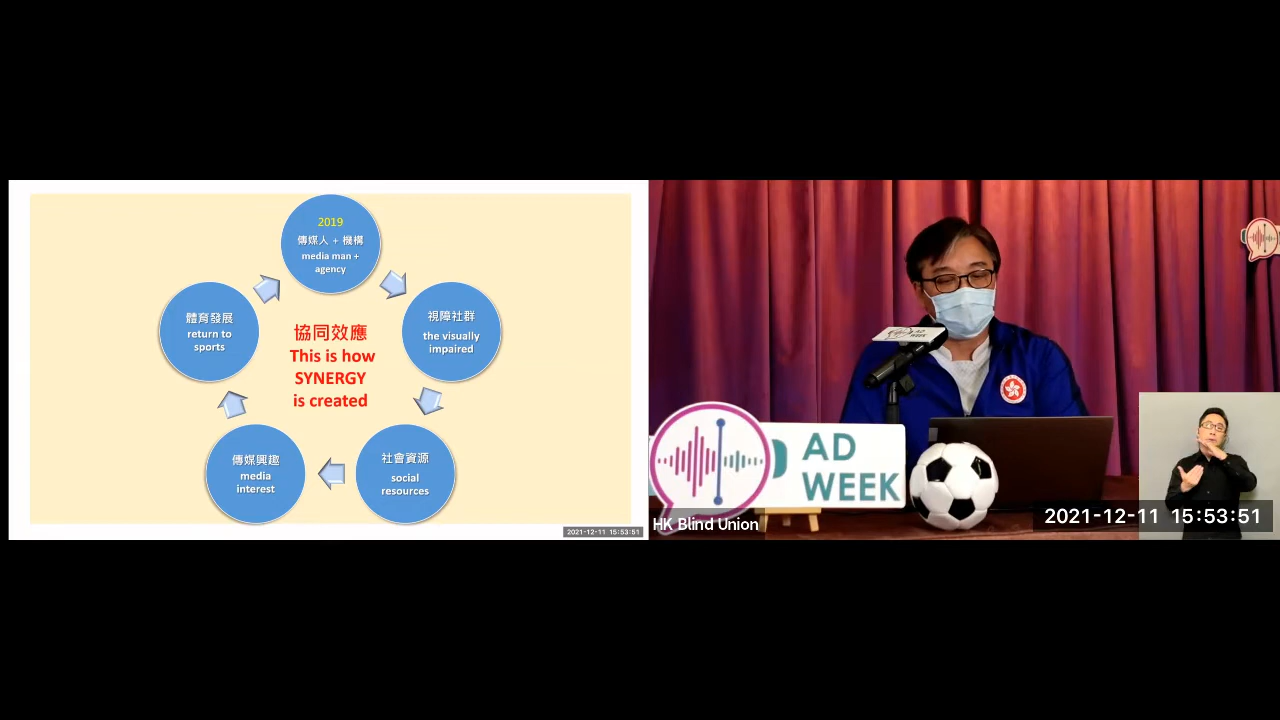 2019
傳媒人 + 機構
media man +
agency
視障社群
the visually
impaired
社會資源
social
resources
傳媒興趣
media
interest
體育發展
return to
sports
協同效應
This is how
SYNERGY
is created
2021-12-11 15:53:51
AD
WEEK
AD
WEEK
HK Blind Union
2021-12-11 15:53:51